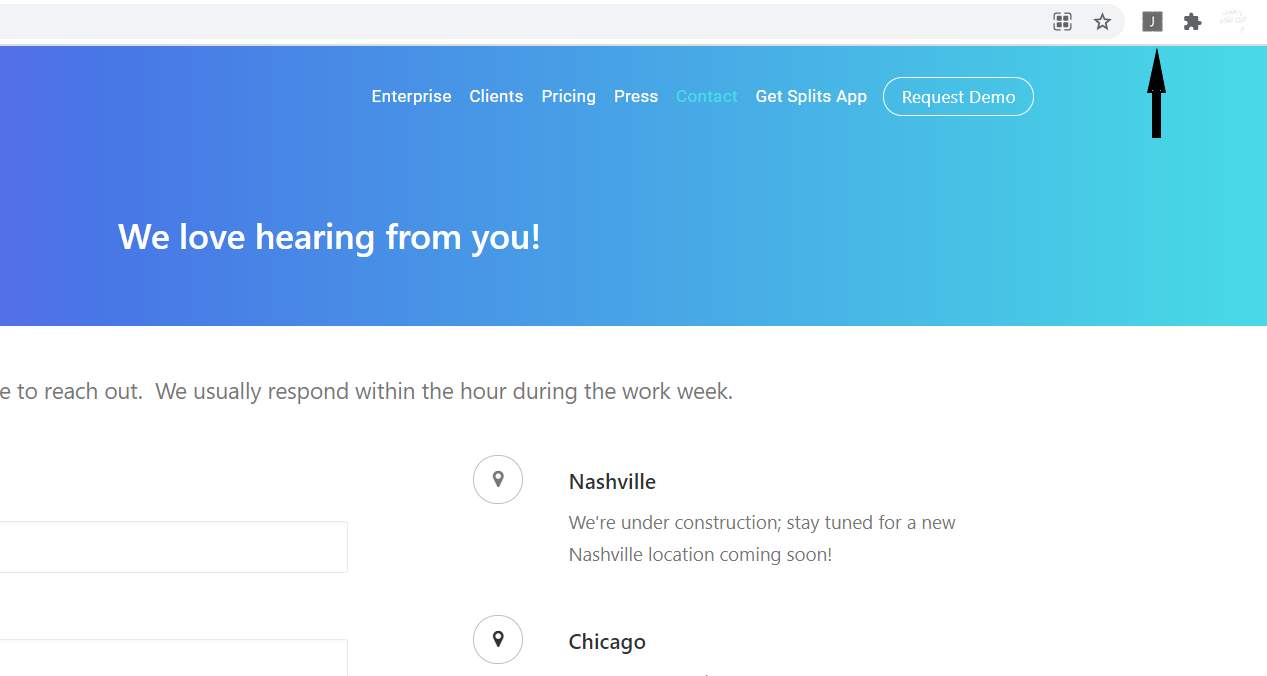 J
Enterprise Clients Pricing Press Contact Get Splits App Request Demo
We love hearing from you!
e to reach out.  We usually respond within the hour during the work week.
Nashville
We're under construction; stay tuned for a new
Nashville location coming soon!
Chicago